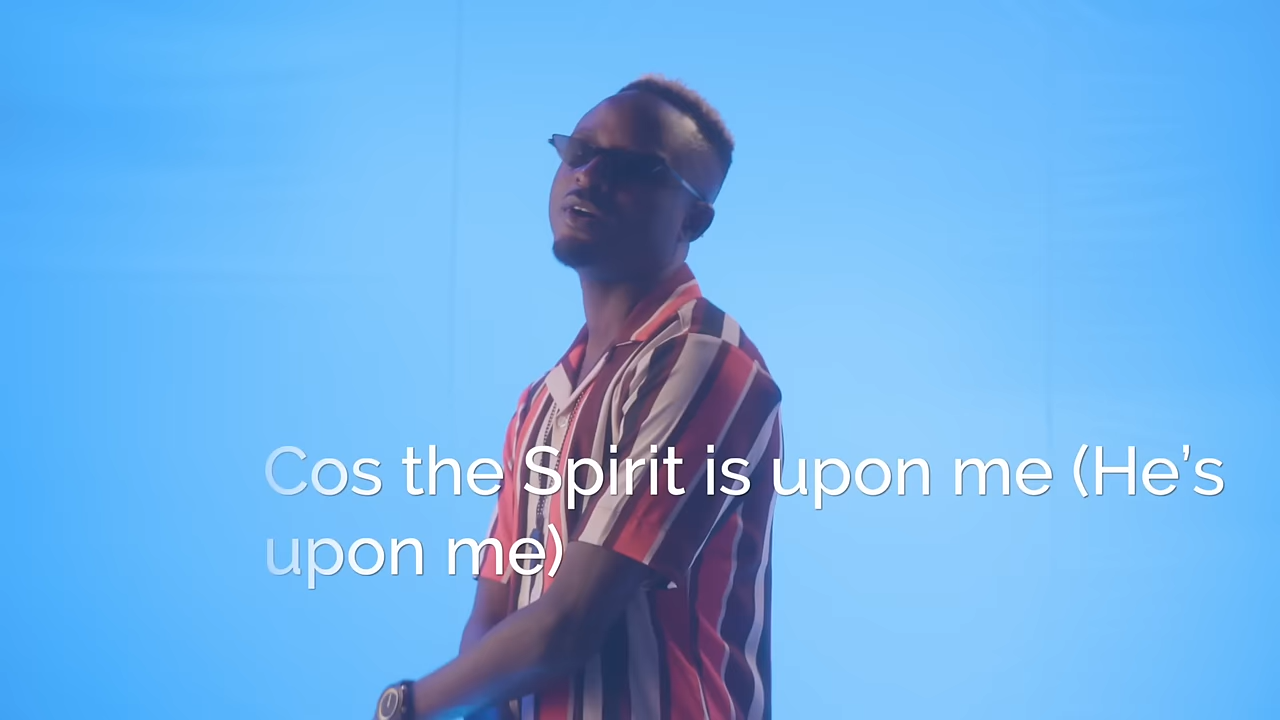 Cos the Spirit is upon me (He’s
upon me)